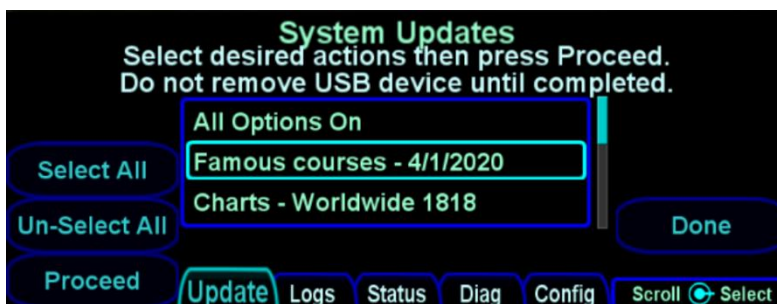 System Updates
Select desired actions then press Proceed.
Do not remove USB device until completed.
All Options On
Select All
Famous courses - 4/1/2020
Charts - Worldwide 1818
Un-Select All
Done
Proceed
Update Logs Status Diag Config Scroll Select